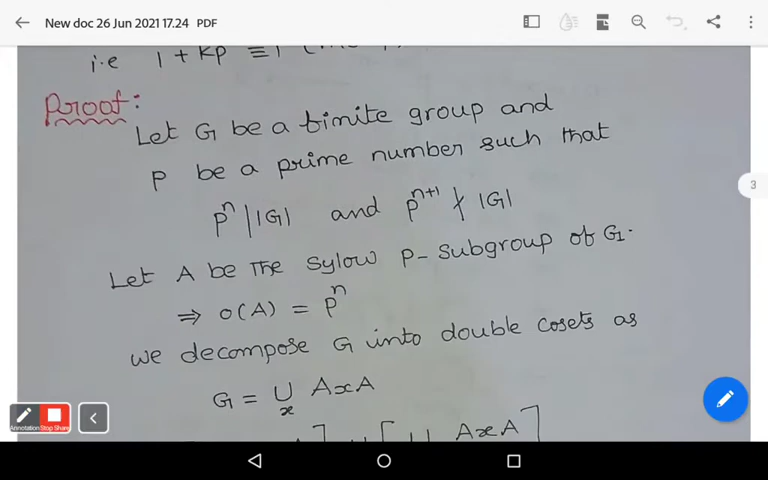 New doc 26 Jun 2021 17.24 PDF
i.e 1 + kp ≡ 1
Proof:
Let G be a finite group and
P be a prime number such that
p^n | |G| and p^{n+1} ∤ |G|
Let A be The sylow P- subgroup of G.
⇒ o(A) = p^n
we decompose G into double cosets as
G = ∪_x A x A
A x A ]
3
Annotation Stop Share